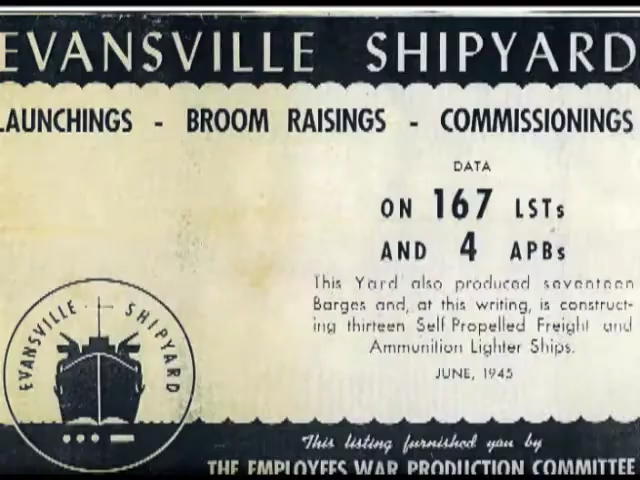 EVANSVILLE SHIPYARD
LAUNCHINGS - BROOM RAISINGS - COMMISSIONINGS
DATA
ON 167 LSTs
AND 4 APBs
This Yard also produced seventeen
Barges and, at this writing, is construct-
ing thirteen Self Propelled Freight and
Ammunition Lighter Ships.
JUNE, 1945
EVANSVILLE SHIPYARD
This listing furnished you by
THE EMPLOYEES WAR PRODUCTION COMMITTEE